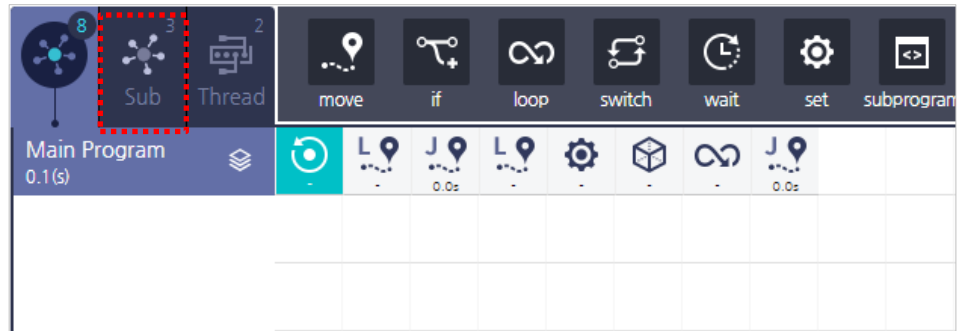 8
3
2
Sub
Thread
move
if
loop
switch
wait
set
subprogram
Main Program
0.1(s)
-
L
-
J
0.0s
L
-
-
-
-
J
0.0s